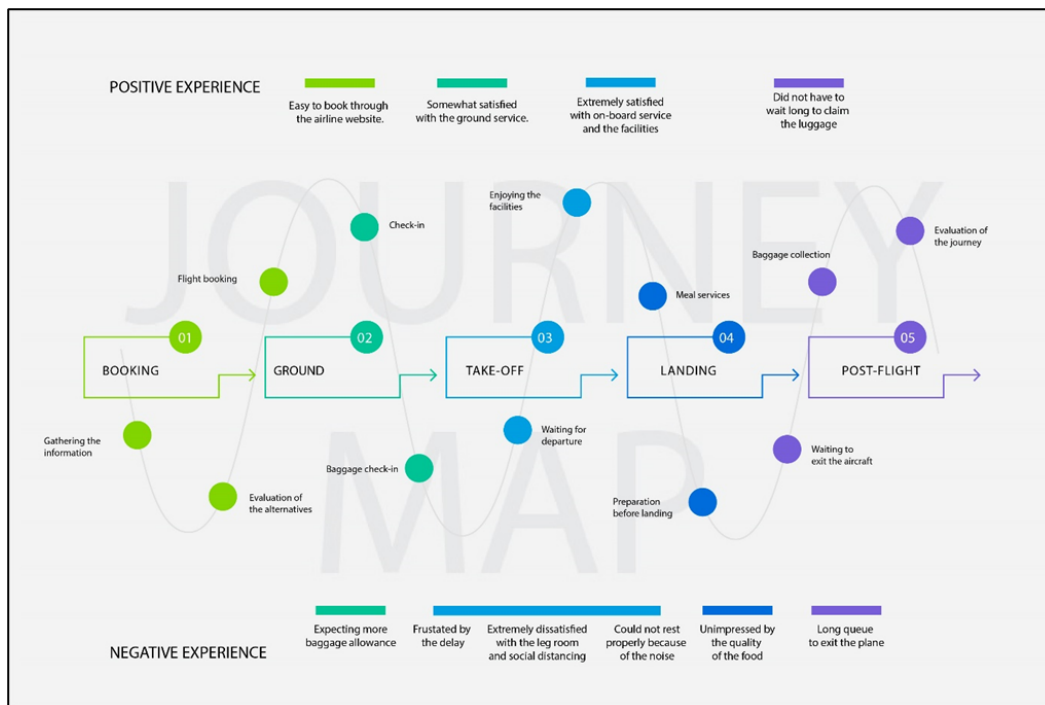 POSITIVE EXPERIENCE
Easy to book through
the airline website.
Somewhat satisfied
with the ground service.
Extremely satisfied
with on-board service
and the facilities
Did not have to
wait long to claim
the luggage
JOURNEY
MAP
Enjoying the
facilities
Check-in
Evaluation of
the journey
Flight booking
Baggage collection
Meal services
01
BOOKING
02
GROUND
03
TAKE-OFF
04
LANDING
05
POST-FLIGHT
Gathering the
information
Waiting for
departure
Waiting to
exit the aircraft
Baggage check-in
Evaluation of
the alternatives
Preparation
before landing
Expecting more
baggage allowance
Frustated by
the delay
Extremely dissatisfied
with the leg room
and social distancing
Could not rest
properly because
of the noise
Unimpressed by
the quality
of the food
Long queue
to exit the plane
NEGATIVE EXPERIENCE